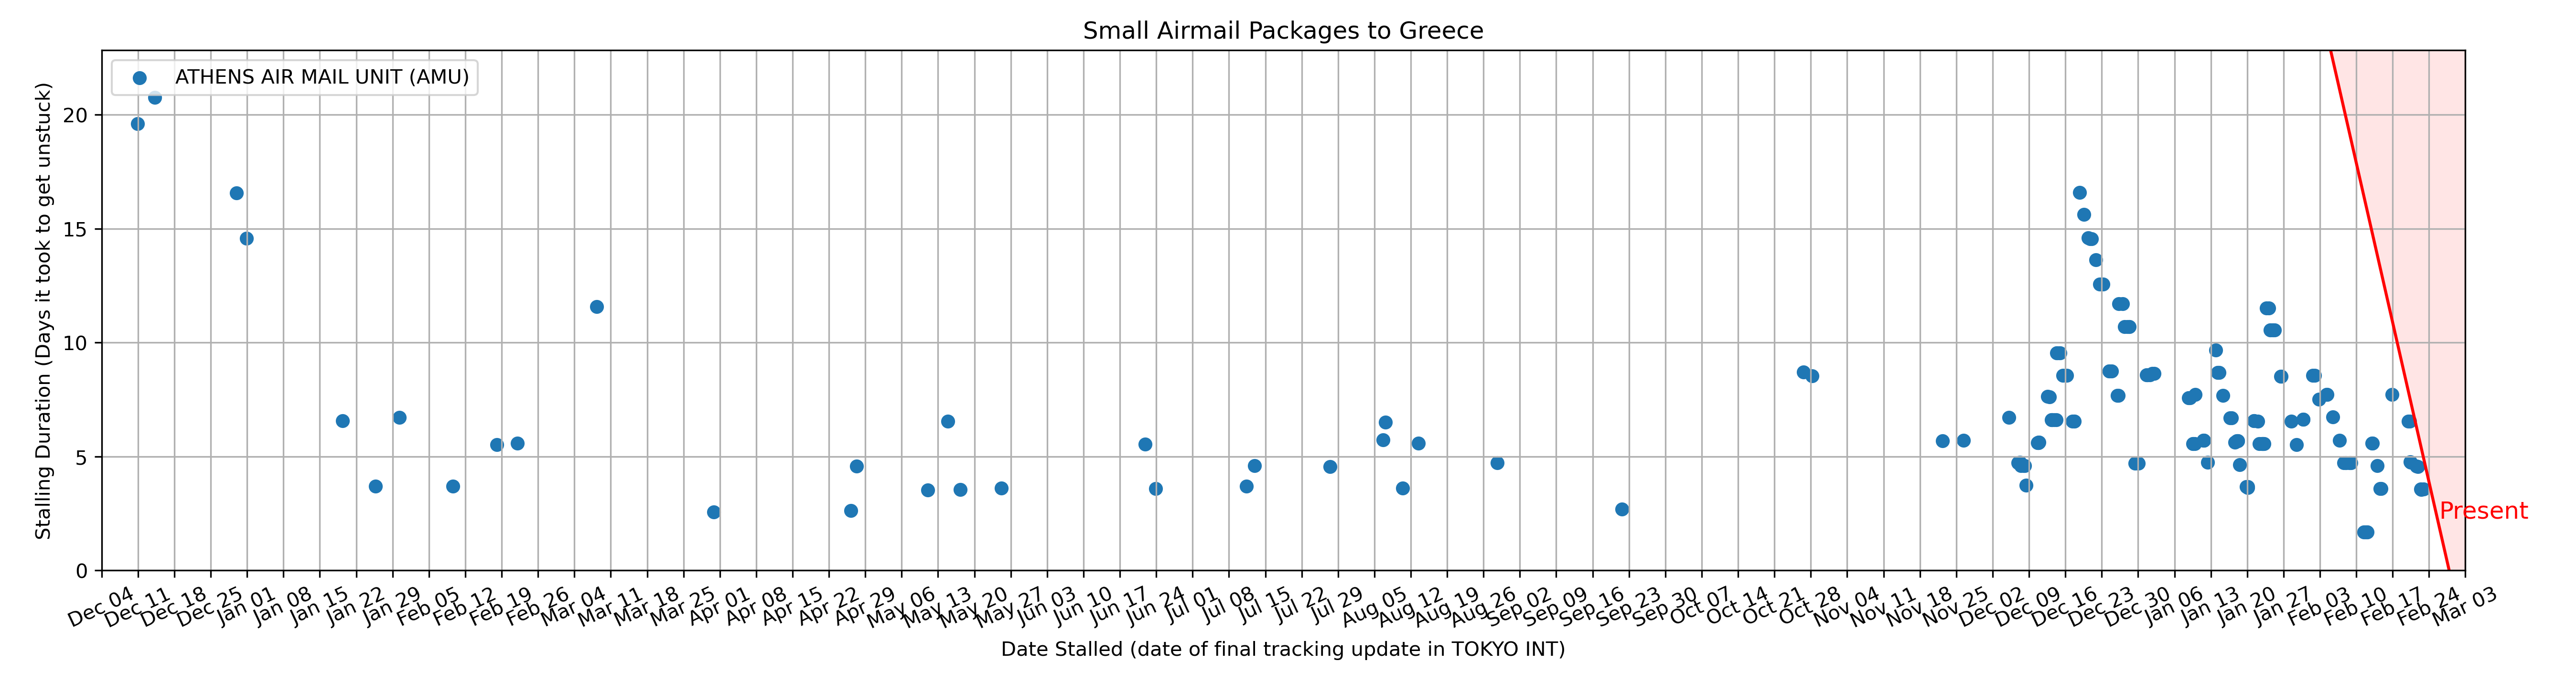 Small Airmail Packages to Greece
ATHENS AIR MAIL UNIT (AMU)
Stalling Duration (Days it took to get unstuck)
20
15
10
5
0
Present
Dec 04
Dec 11
Dec 18
Dec 25
Jan 01
Jan 08
Jan 15
Jan 22
Jan 29
Feb 05
Feb 12
Feb 19
Feb 26
Mar 04
Mar 11
Mar 18
Mar 25
Apr 01
Apr 08
Apr 15
Apr 22
Apr 29
May 06
May 13
May 20
May 27
Jun 03
Jun 10
Jun 17
Jun 24
Jul 01
Jul 08
Jul 15
Jul 22
Jul 29
Aug 05
Aug 12
Aug 19
Aug 26
Sep 02
Sep 09
Sep 16
Sep 23
Sep 30
Oct 07
Oct 14
Oct 21
Oct 28
Nov 04
Nov 11
Nov 18
Nov 25
Dec 02
Dec 09
Dec 16
Dec 23
Dec 30
Jan 06
Jan 13
Jan 20
Jan 27
Feb 03
Feb 10
Feb 17
Feb 24
Mar 03
Date Stalled (date of final tracking update in TOKYO INT)